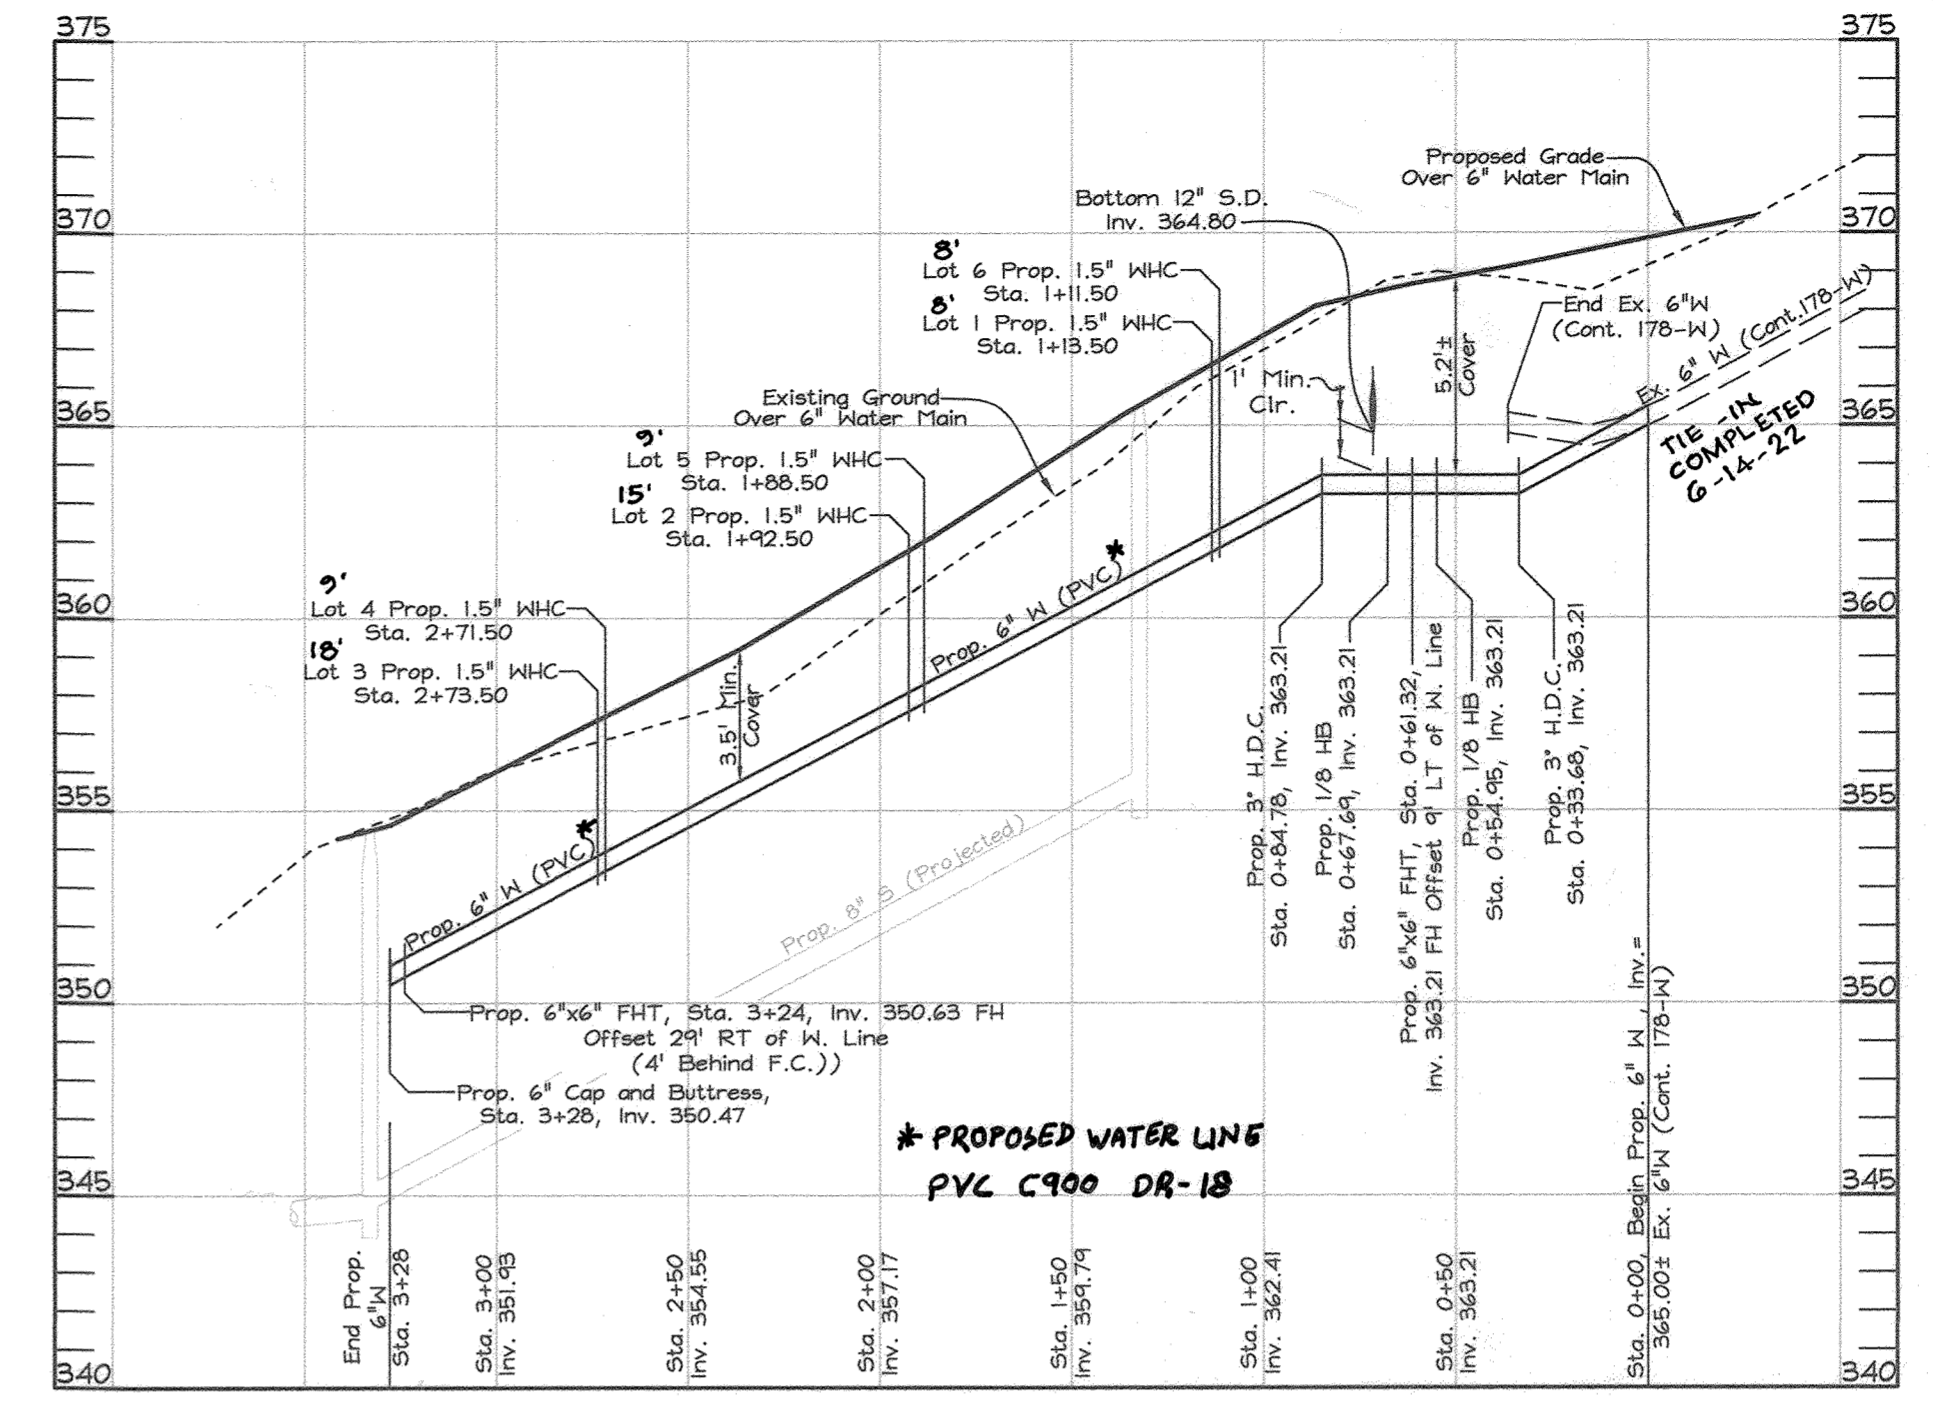 375
375
370
370
365
365
360
360
355
355
350
350
345
345
340
340
Proposed Grade
Over 6" Water Main
Bottom 12" S.D.
Inv. 364.80
8'
Lot 6 Prop. 1.5" WHC
Sta. 1+11.50
8'
Lot 1 Prop. 1.5" WHC
Sta. 1+13.50
End Ex. 6"W
(Cont. 178-W)
Ex. 6" W (Cont.178-W)
5.2'±
Cover
1' Min.
Clr.
TIE-IN
COMPLETED
6-14-22
Existing Ground
Over 6" Water Main
9'
Lot 5 Prop. 1.5" WHC
Sta. 1+88.50
15'
Lot 2 Prop. 1.5" WHC
Sta. 1+92.50
9'
Lot 4 Prop. 1.5" WHC
Sta. 2+71.50
18'
Lot 3 Prop. 1.5" WHC
Sta. 2+73.50
3.5' Min.
Cover
Prop. 6" W (PVC)*
Prop. 6" W (PVC)*
Prop. 8" S (Projected)
Prop. 3° H.D.C.
Sta. 0+84.78, Inv. 363.21
Prop. 1/8 HB
Sta. 0+67.69, Inv. 363.21
Prop. 6"x6" FHT, Sta. 0+61.32,
Inv. 363.21 FH Offset 9' LT of W. Line
Prop. 1/8 HB
Sta. 0+54.95, Inv. 363.21
Prop. 3° H.D.C.
Sta. 0+33.68, Inv 363.21
Prop. 6"x6" FHT, Sta. 3+24, Inv. 350.63 FH
Offset 29' RT of W. Line
(4' Behind F.C.))
Prop. 6" Cap and Buttress,
Sta. 3+28, Inv. 350.47
* PROPOSED WATER LINE
PVC C900 DR-18
End Prop.
6"W
Sta. 3+28
Sta. 3+00
Inv. 351.93
Sta. 2+50
Inv. 354.55
Sta. 2+00
Inv. 357.17
Sta. 1+50
Inv. 359.79
Sta. 1+00
Inv. 362.41
Sta. 0+50
Inv. 363.21
Sta. 0+00, Begin Prop. 6" W , Inv.=
365.00± Ex. 6"W (Cont. 178-W)